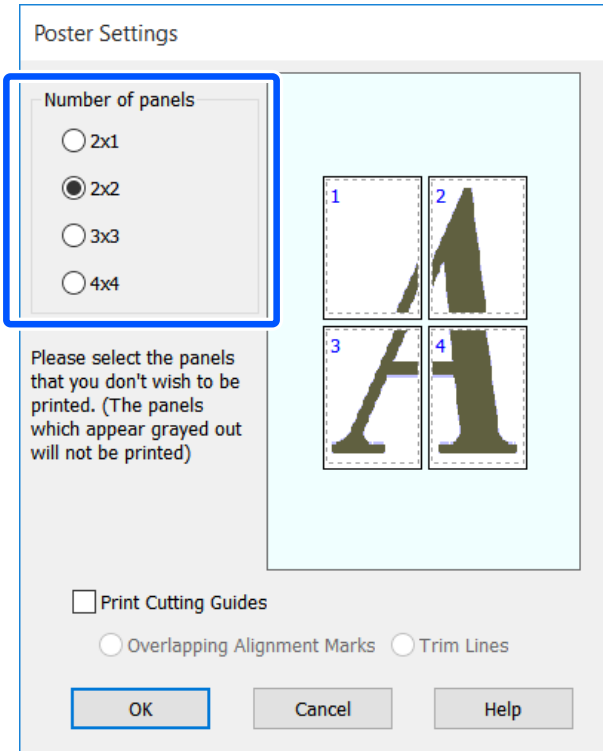 Poster Settings
Number of panels
2x1
2x2
3x3
4x4
1
2
3
4
Please select the panels
that you don't wish to be
printed. (The panels
which appear grayed out
will not be printed)
Print Cutting Guides
Overlapping Alignment Marks
Trim Lines
OK
Cancel
Help